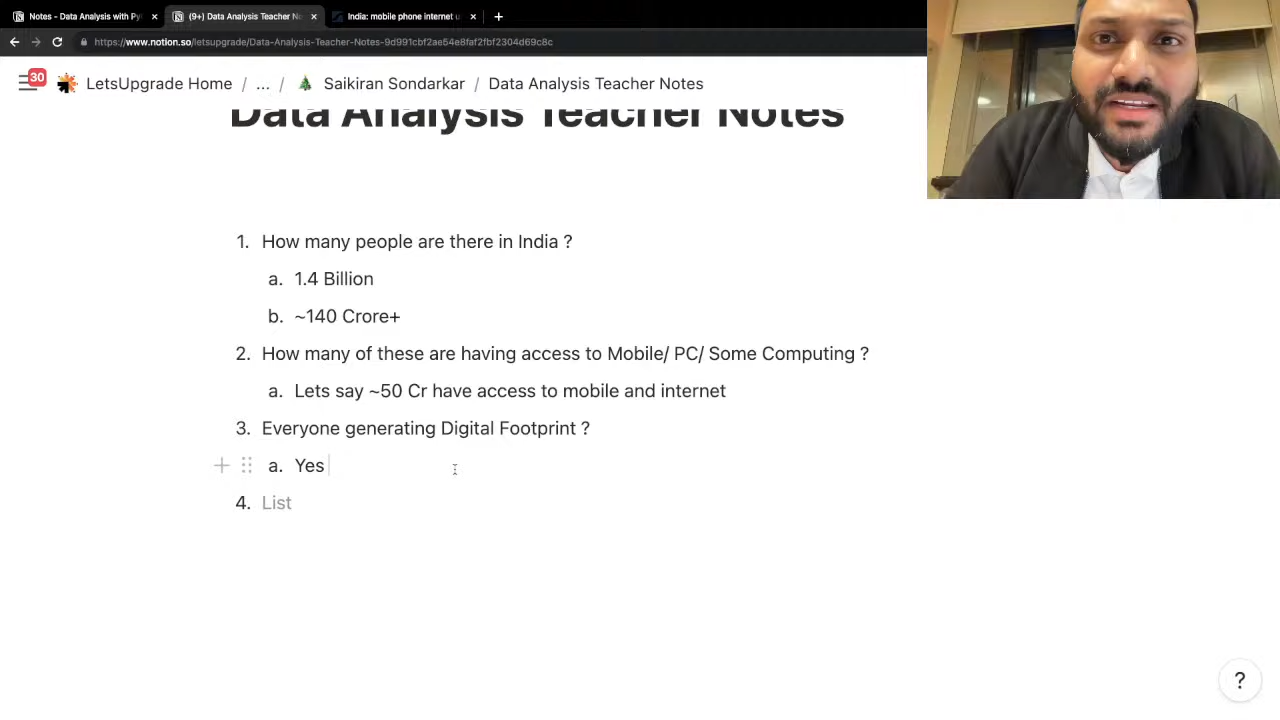 Notes - Data Analysis with Py
(9+) Data Analysis Teacher No
India: mobile phone internet u
https://www.notion.so/letsupgrade/Data-Analysis-Teacher-Notes-9d991cbf2ae54e8faf2fbf2304d69c8c
30
LetsUpgrade Home / ... / Saikiran Sondarkar / Data Analysis Teacher Notes
Data Analysis Teacher Notes
1. How many people are there in India ?
a. 1.4 Billion
b. ~140 Crore+
2. How many of these are having access to Mobile/ PC/ Some Computing ?
a. Lets say ~50 Cr have access to mobile and internet
3. Everyone generating Digital Footprint ?
a. Yes
4. List
?